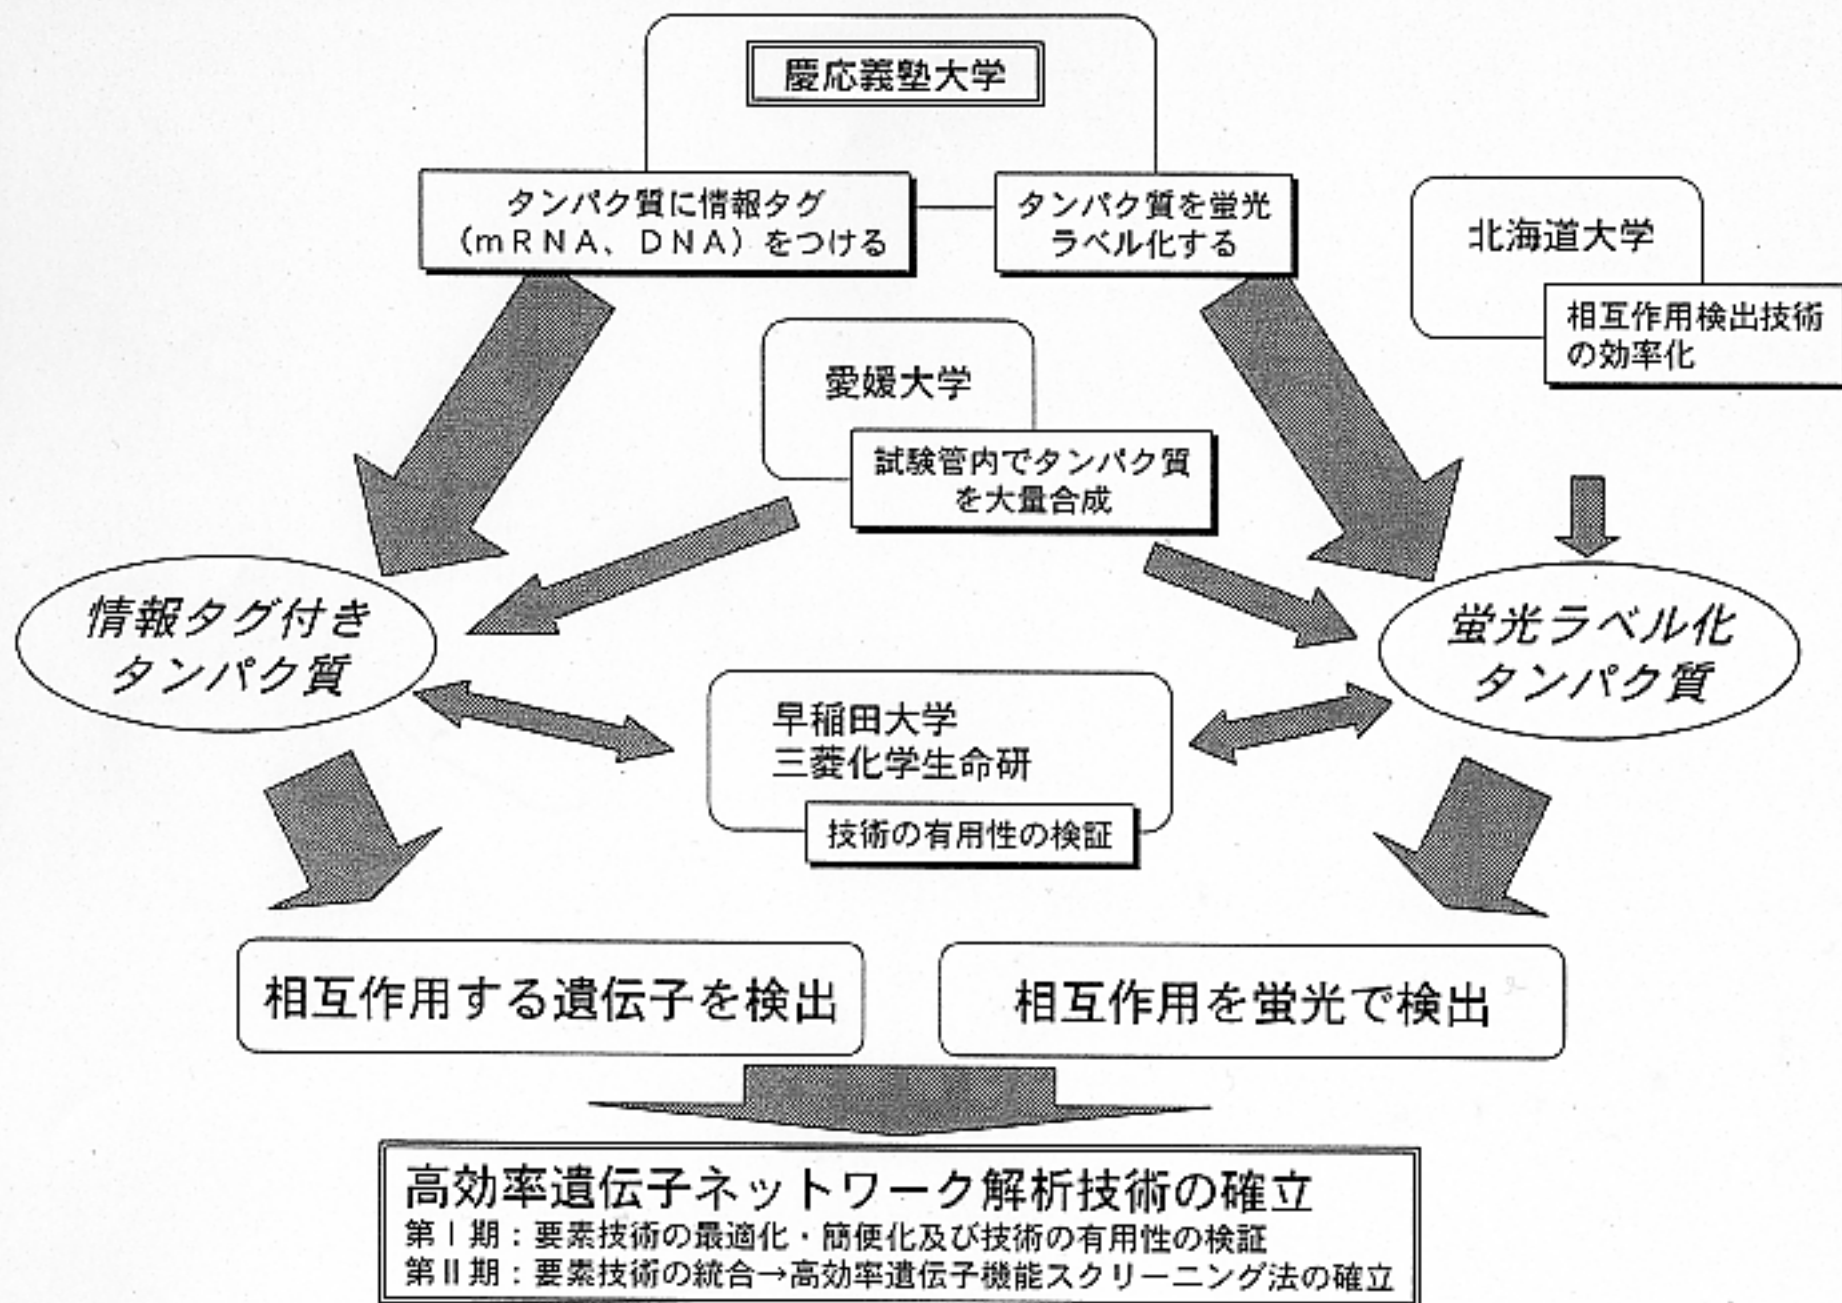 慶応義塾大学
タンパク質に情報タグ
（ｍＲＮＡ、ＤＮＡ）をつける
タンパク質を蛍光
ラベル化する
北海道大学
相互作用検出技術
の効率化
愛媛大学
試験管内でタンパク質
を大量合成
情報タグ付き
タンパク質
蛍光ラベル化
タンパク質
早稲田大学
三菱化学生命研
技術の有用性の検証
相互作用する遺伝子を検出
相互作用を蛍光で検出
高効率遺伝子ネットワーク解析技術の確立
第Ⅰ期：要素技術の最適化・簡便化及び技術の有用性の検証
第Ⅱ期：要素技術の統合→高効率遺伝子機能スクリーニング法の確立